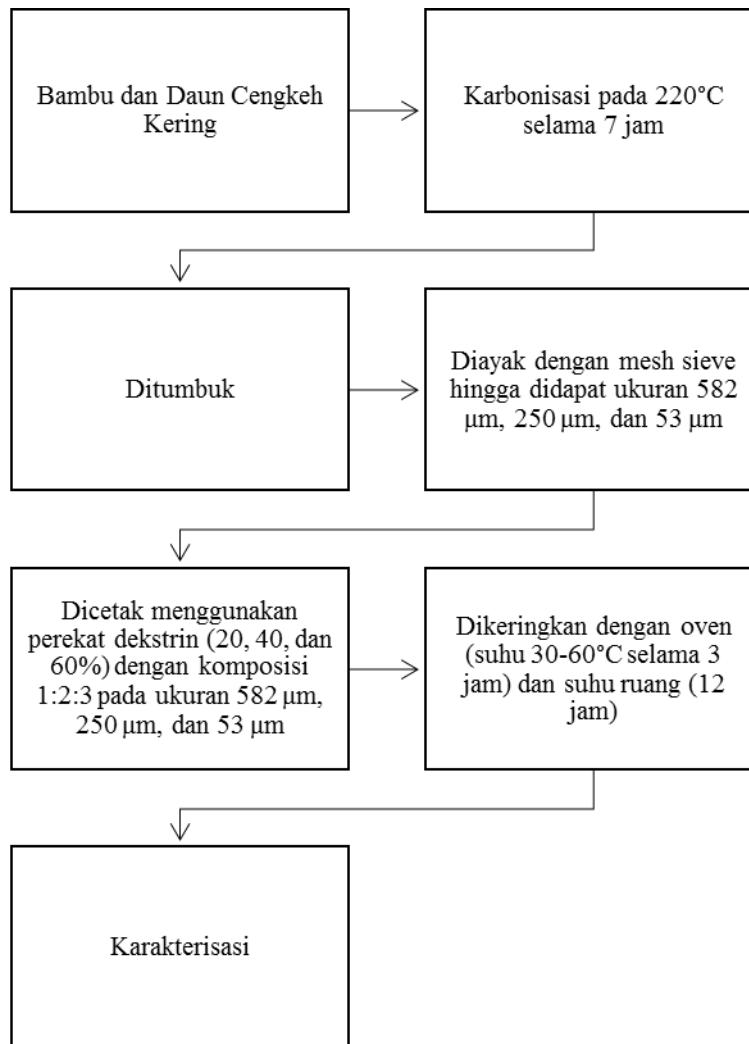 Bambu dan Daun Cengkeh
Kering
Karbonisasi pada 220°C
selama 7 jam
Ditumbuk
Diayak dengan mesh sieve
hingga didapat ukuran 582
µm, 250 µm, dan 53 µm
Dicetak menggunakan
perekat dekstrin (20, 40, dan
60%) dengan komposisi
1:2:3 pada ukuran 582 µm,
250 µm, dan 53 µm
Dikeringkan dengan oven
(suhu 30-60°C selama 3
jam) dan suhu ruang (12
jam)
Karakterisasi